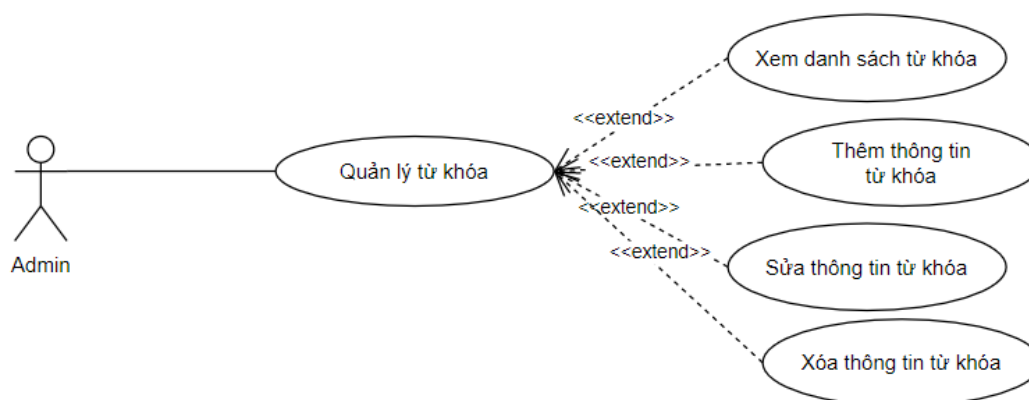 Xem danh sách từ khóa
<<extend>>
Thêm thông tin
từ khóa
<<extend>>
Quản lý từ khóa
<<extend>>
<<extend>>
Admin
Sửa thông tin từ khóa
Xóa thông tin từ khóa